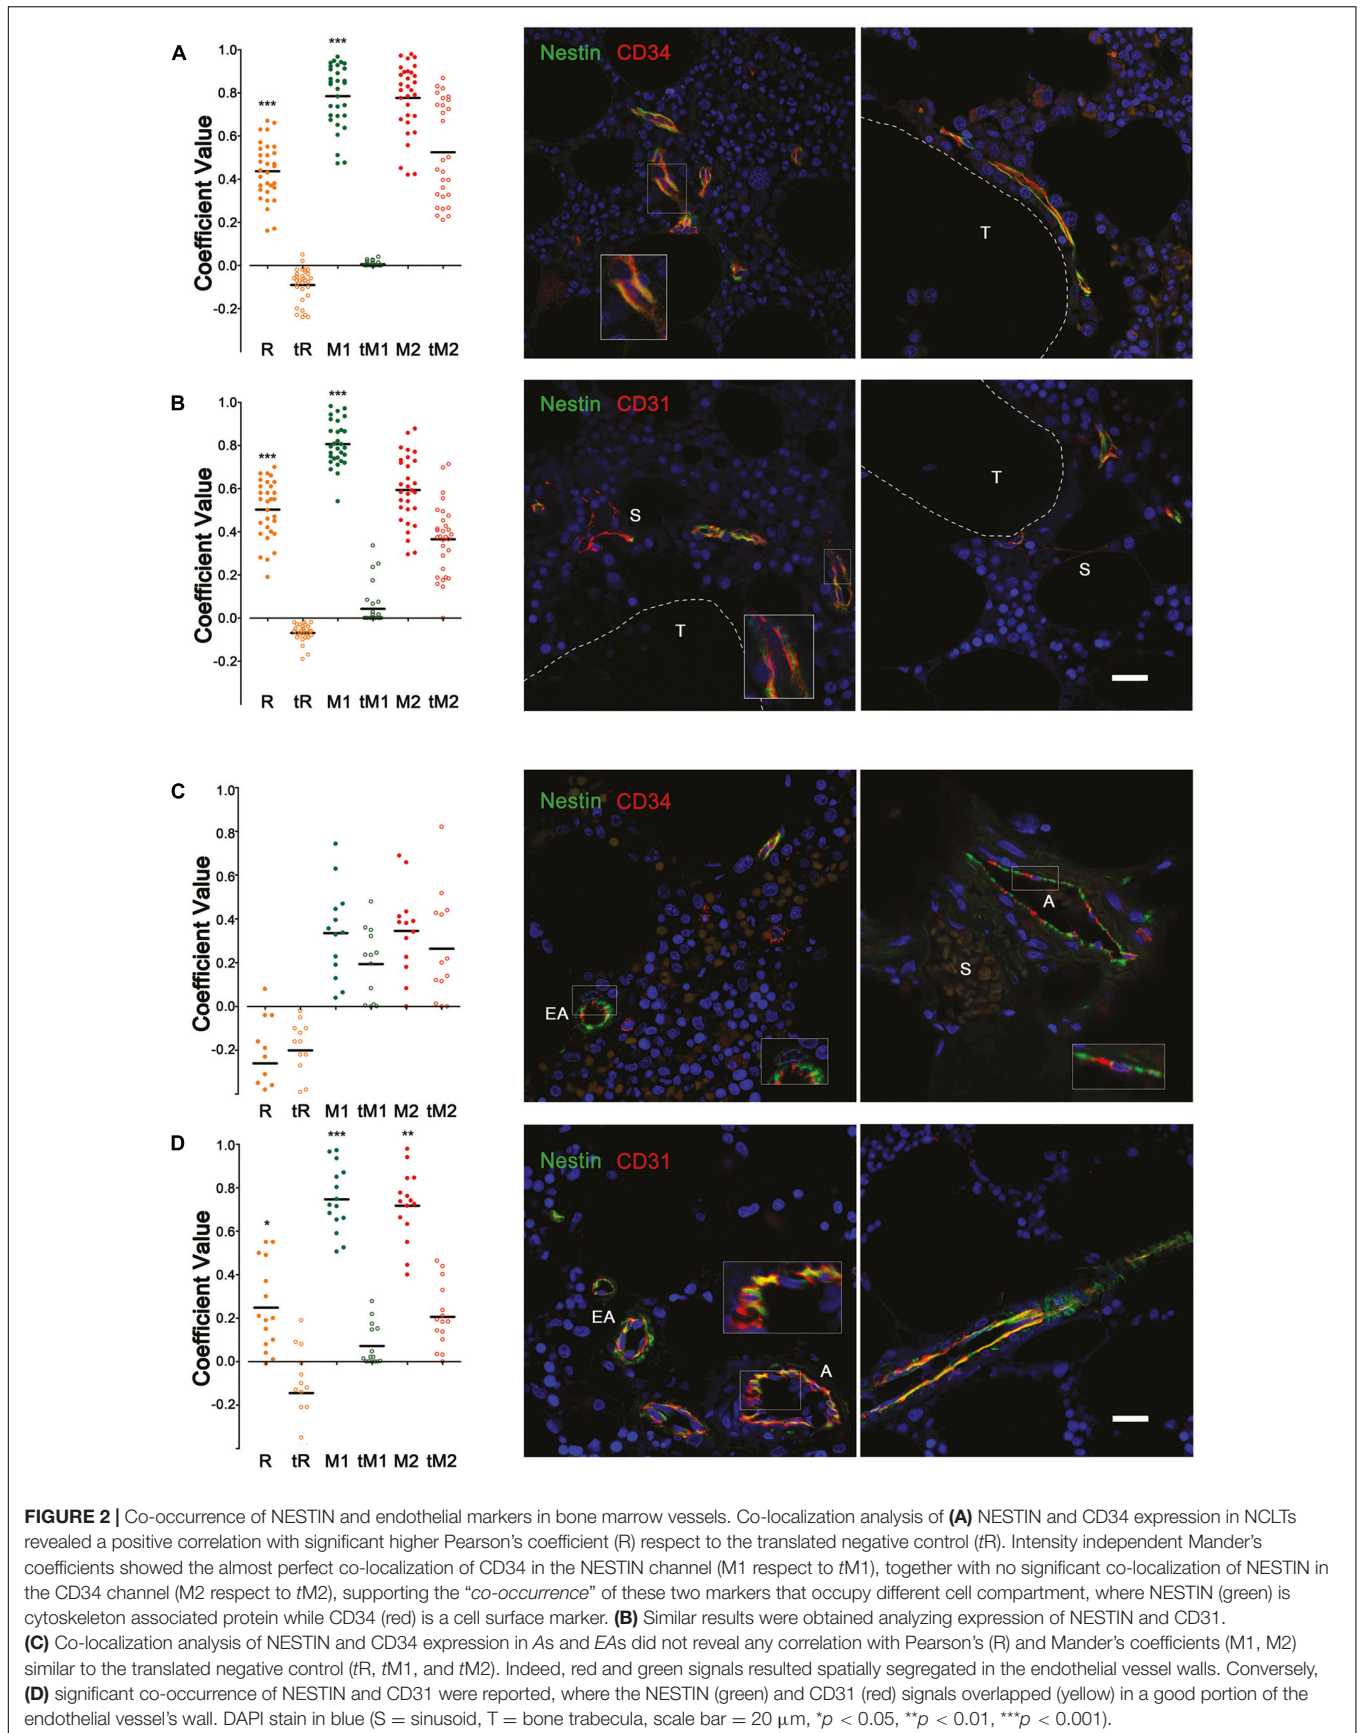 A
1.0
0.8
0.6
0.4
0.2
0.0
-0.2
Coefficient Value
***
***
R tR M1 tM1 M2 tM2
Nestin CD34
T
B
1.0
0.8
0.6
0.4
0.2
0.0
-0.2
Coefficient Value
***
***
R tR M1 tM1 M2 tM2
Nestin CD31
S
T
T
S
C
1.0
0.8
0.6
0.4
0.2
0.0
-0.2
Coefficient Value
R tR M1 tM1 M2 tM2
Nestin CD34
EA
A
S
D
1.0
0.8
0.6
0.4
0.2
0.0
-0.2
Coefficient Value
*
***
**
R tR M1 tM1 M2 tM2
Nestin CD31
EA
A
FIGURE 2 | Co-occurrence of NESTIN and endothelial markers in bone marrow vessels. Co-localization analysis of (A) NESTIN and CD34 expression in NCLTs
revealed a positive correlation with significant higher Pearson's coefficient (R) respect to the translated negative control (tR). Intensity independent Mander's
coefficients showed the almost perfect co-localization of CD34 in the NESTIN channel (M1 respect to tM1), together with no significant co-localization of NESTIN in
the CD34 channel (M2 respect to tM2), supporting the “co-occurrence” of these two markers that occupy different cell compartment, where NESTIN (green) is
cytoskeleton associated protein while CD34 (red) is a cell surface marker. (B) Similar results were obtained analyzing expression of NESTIN and CD31.
(C) Co-localization analysis of NESTIN and CD34 expression in As and EAs did not reveal any correlation with Pearson's (R) and Mander's coefficients (M1, M2)
similar to the translated negative control (tR, tM1, and tM2). Indeed, red and green signals resulted spatially segregated in the endothelial vessel walls. Conversely,
(D) significant co-occurrence of NESTIN and CD31 were reported, where the NESTIN (green) and CD31 (red) signals overlapped (yellow) in a good portion of the
endothelial vessel's wall. DAPI stain in blue (S = sinusoid, T = bone trabecula, scale bar = 20 μm, *p < 0.05, **p < 0.01, ***p < 0.001).